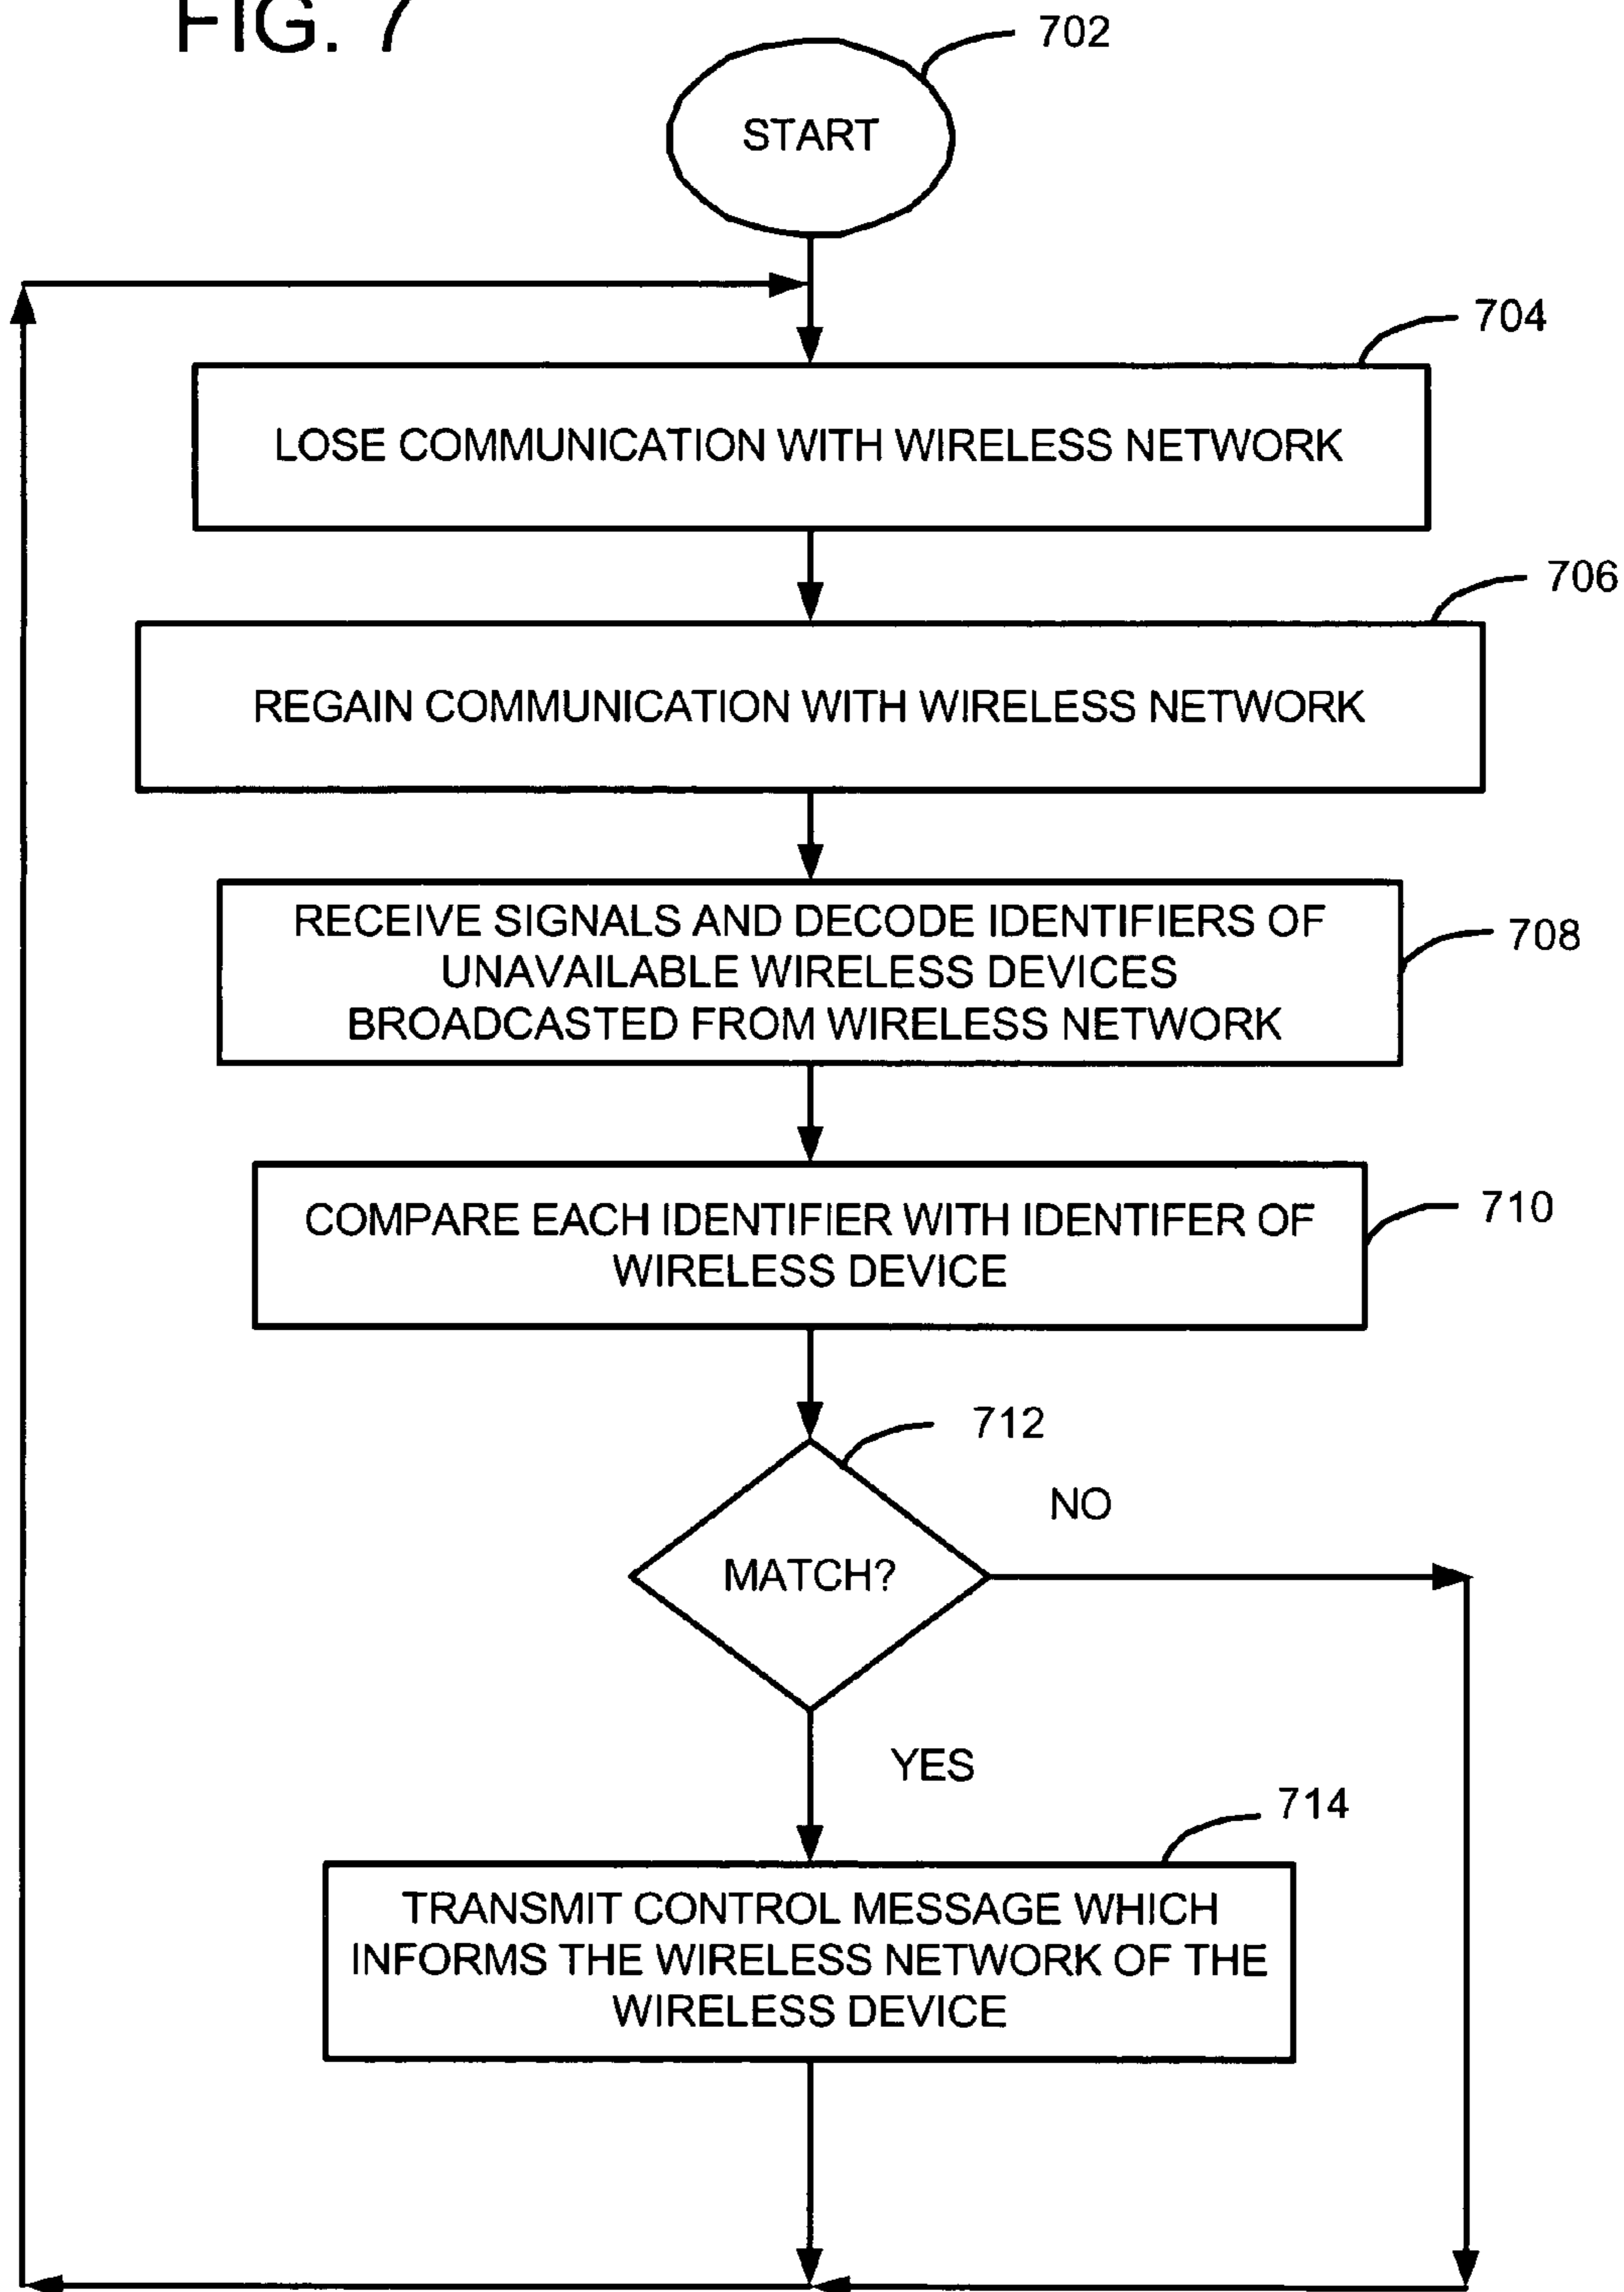 FIG. 7
702
START
704
LOSE COMMUNICATION WITH WIRELESS NETWORK
706
REGAIN COMMUNICATION WITH WIRELESS NETWORK
RECEIVE SIGNALS AND DECODE IDENTIFIERS OF
UNAVAILABLE WIRELESS DEVICES
BROADCASTED FROM WIRELESS NETWORK
708
COMPARE EACH IDENTIFIER WITH IDENTIFER OF
WIRELESS DEVICE
710
712
NO
MATCH?
YES
714
TRANSMIT CONTROL MESSAGE WHICH
INFORMS THE WIRELESS NETWORK OF THE
WIRELESS DEVICE